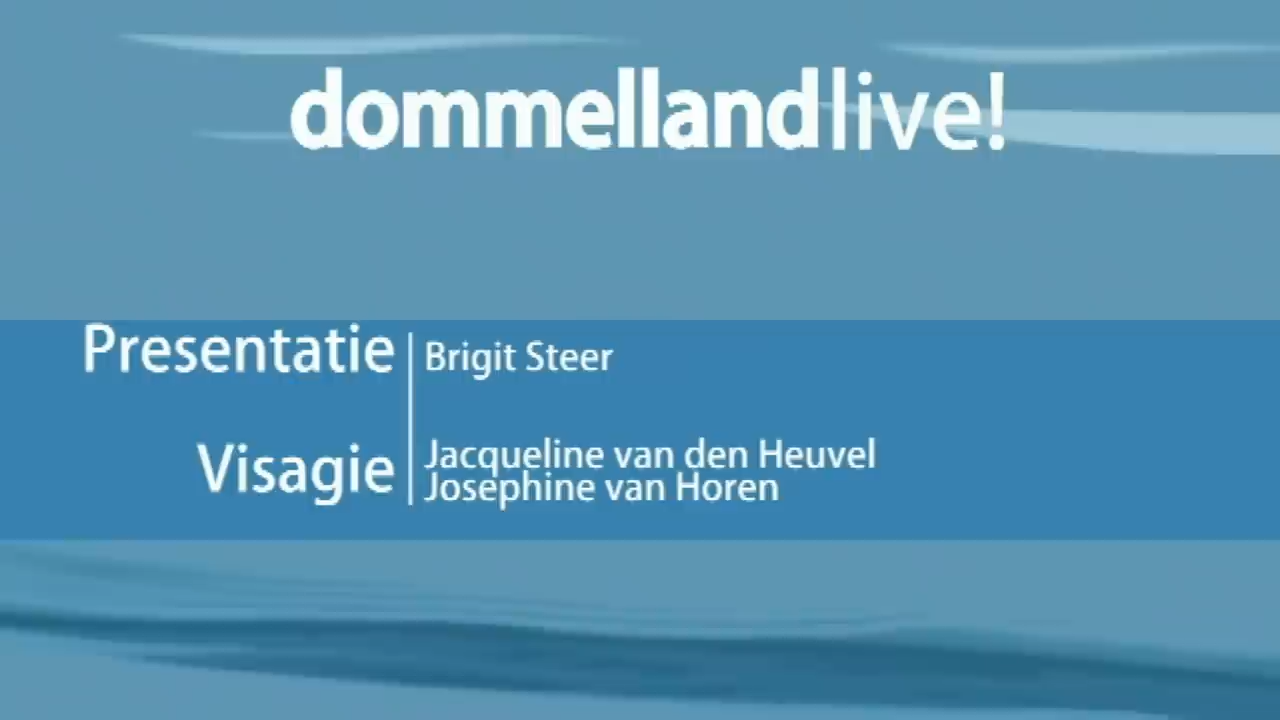 dommellandlive!
Presentatie Brigit Steer
Visagie Jacqueline van den Heuvel
Josephine van Horen